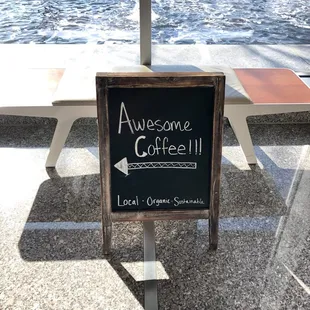 Awesome
Coffee!!!
Local · Organic · Sustainable